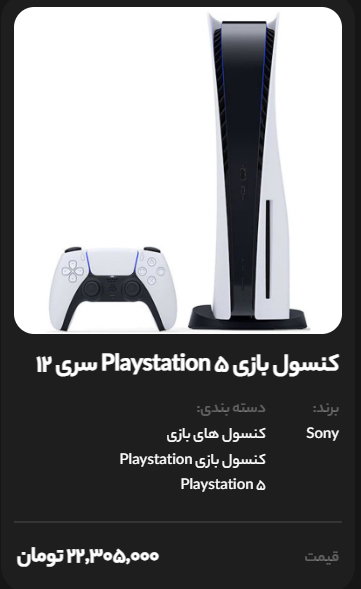 کنسول بازی Playstation ۵ سری ۱۲
برند:
Sony
دسته بندی:
کنسول های بازی
کنسول بازی Playstation
Playstation ۵
قیمت
۲۲,۳۰۵,۰۰۰ تومان